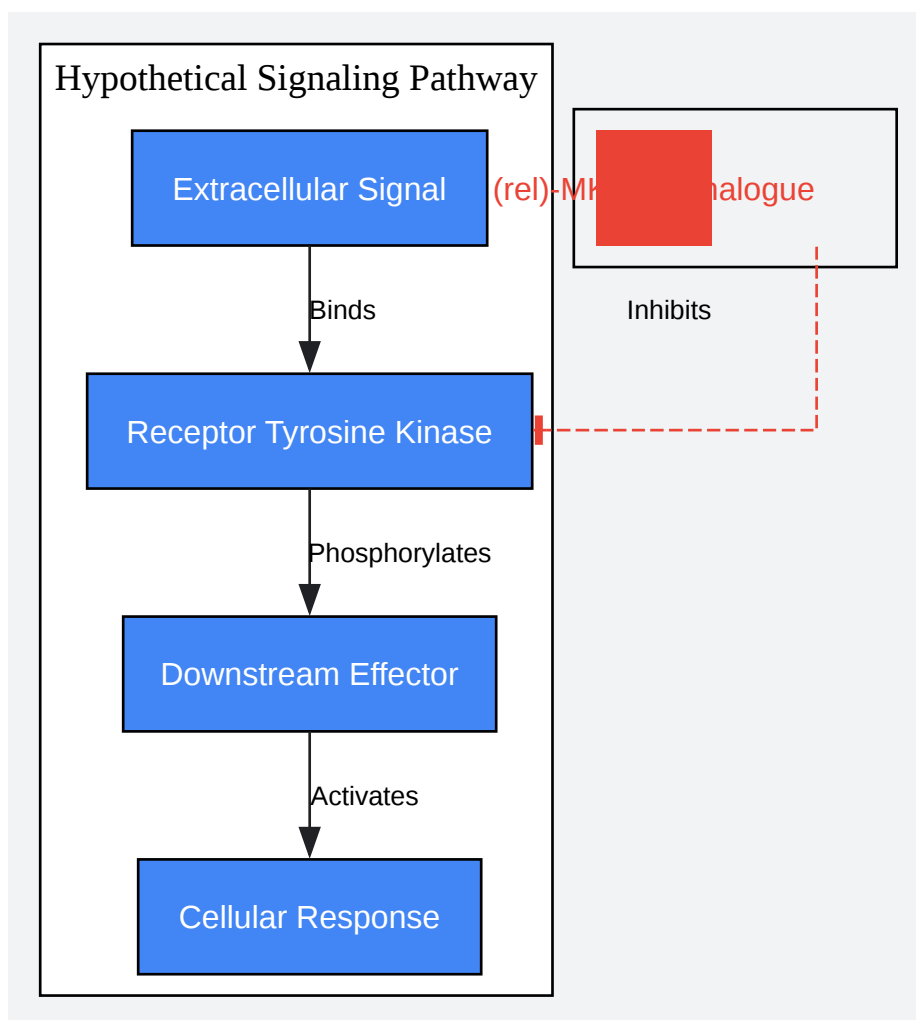 Hypothetical Signaling Pathway
Extracellular Signal
(rel)-MK
nalogue
Binds
Inhibits
Receptor Tyrosine Kinase
Phosphorylates
Downstream Effector
Activates
Cellular Response